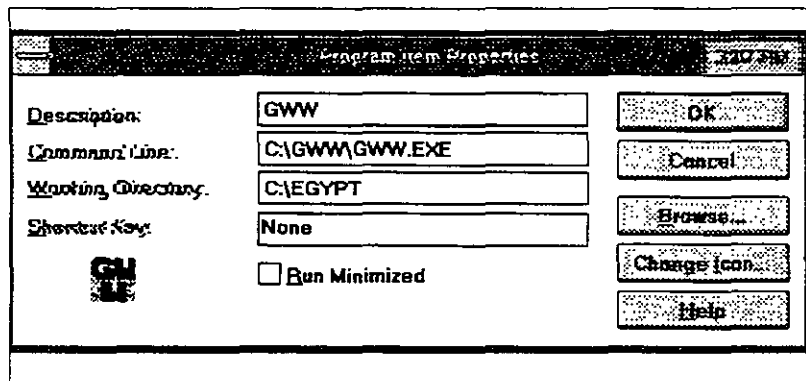 Program Item Properties
Description: GWW
Command Line: C:\GWW\GWW.EXE
Working Directory: C:\EGYPT
Shortcut Key: None
Run Minimized
OK
Cancel
Browse...
Change Icon...
Help